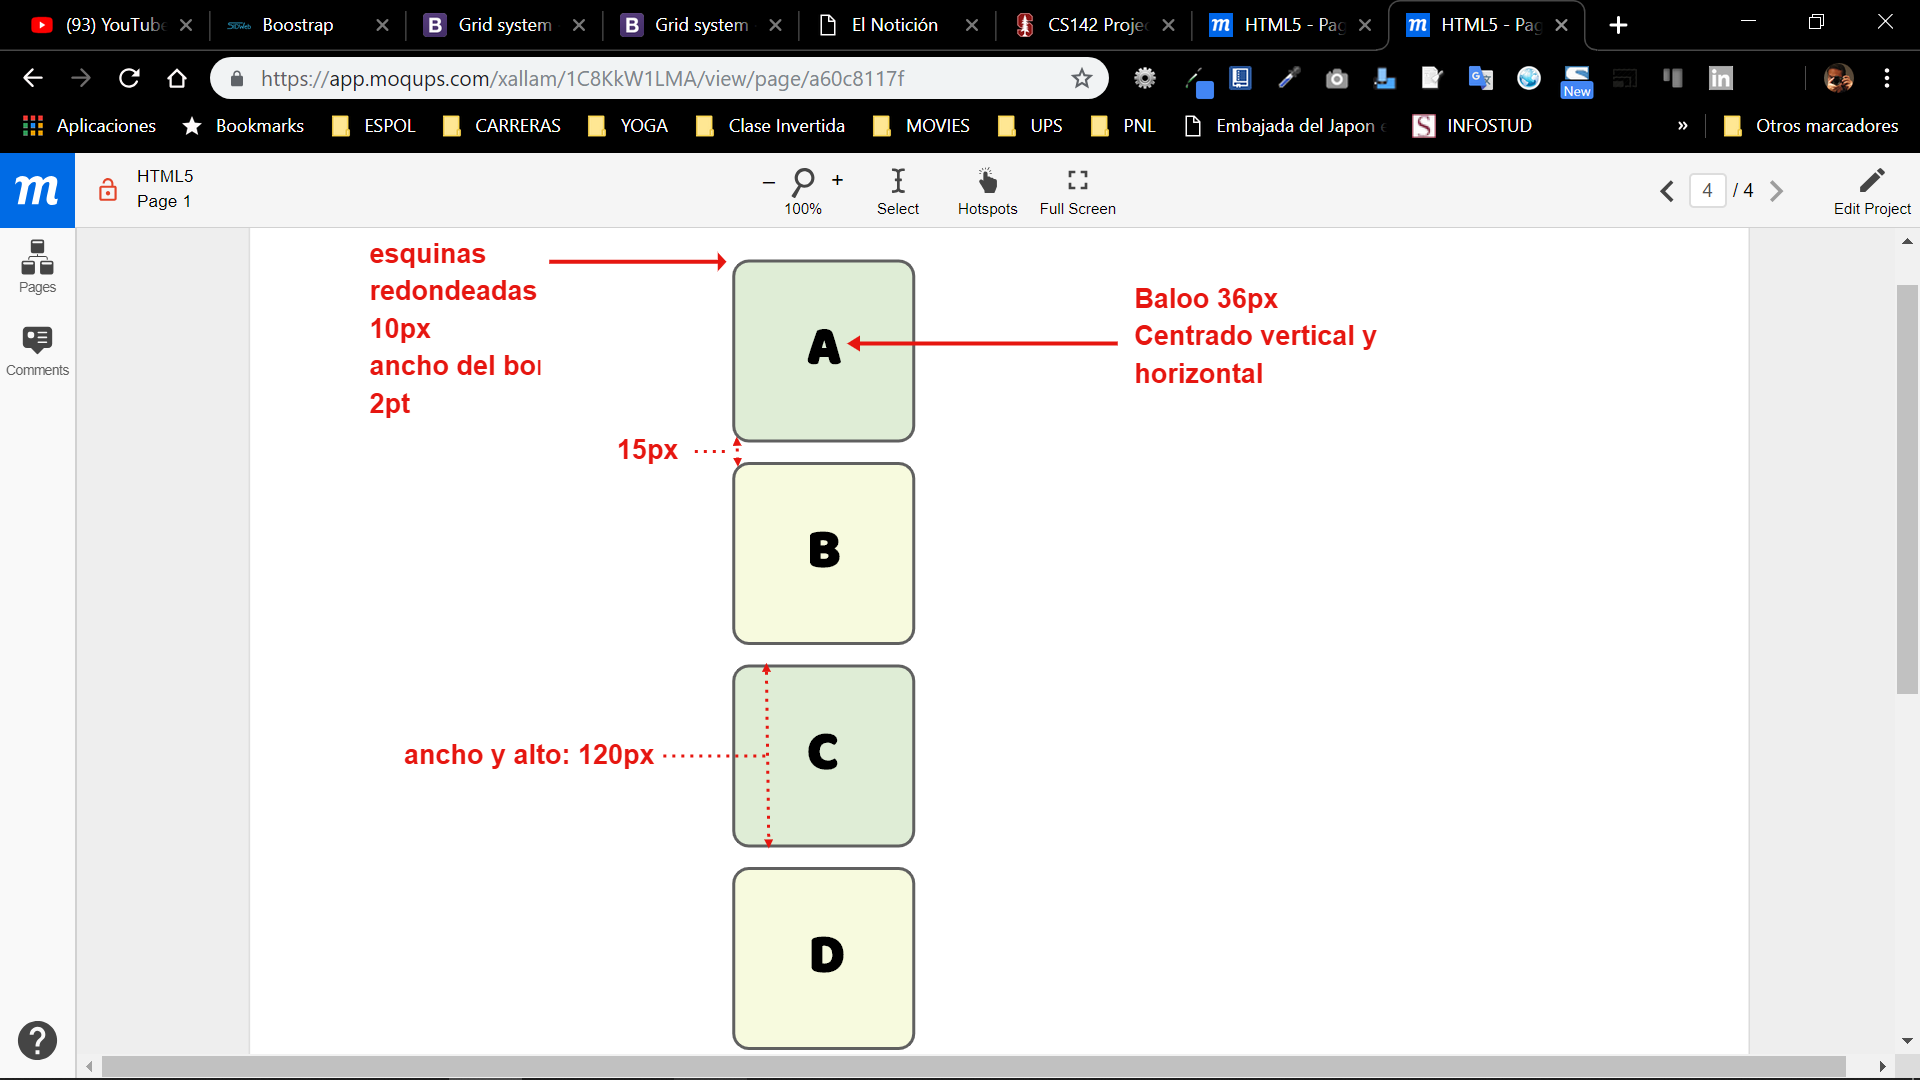 (93) YouTube
Boostrap
Grid system
Grid system
El Notición
CS142 Projec
HTML5 - Pag
HTML5 - Pag
https://app.moqups.com/xallam/1C8KkW1LMA/view/page/a60c8117f
New
Aplicaciones
Bookmarks
ESPOL
CARRERAS
YOGA
Clase Invertida
MOVIES
UPS
PNL
Embajada del Japon e
INFOSTUD
»
Otros marcadores
m
HTML5
Page 1
100%
Select
Hotspots
Full Screen
4 / 4
Edit Project
Pages
Comments
esquinas
redondeadas
10px
ancho del bor
2pt
A
Baloo 36px
Centrado vertical y
horizontal
15px
B
ancho y alto: 120px
C
D